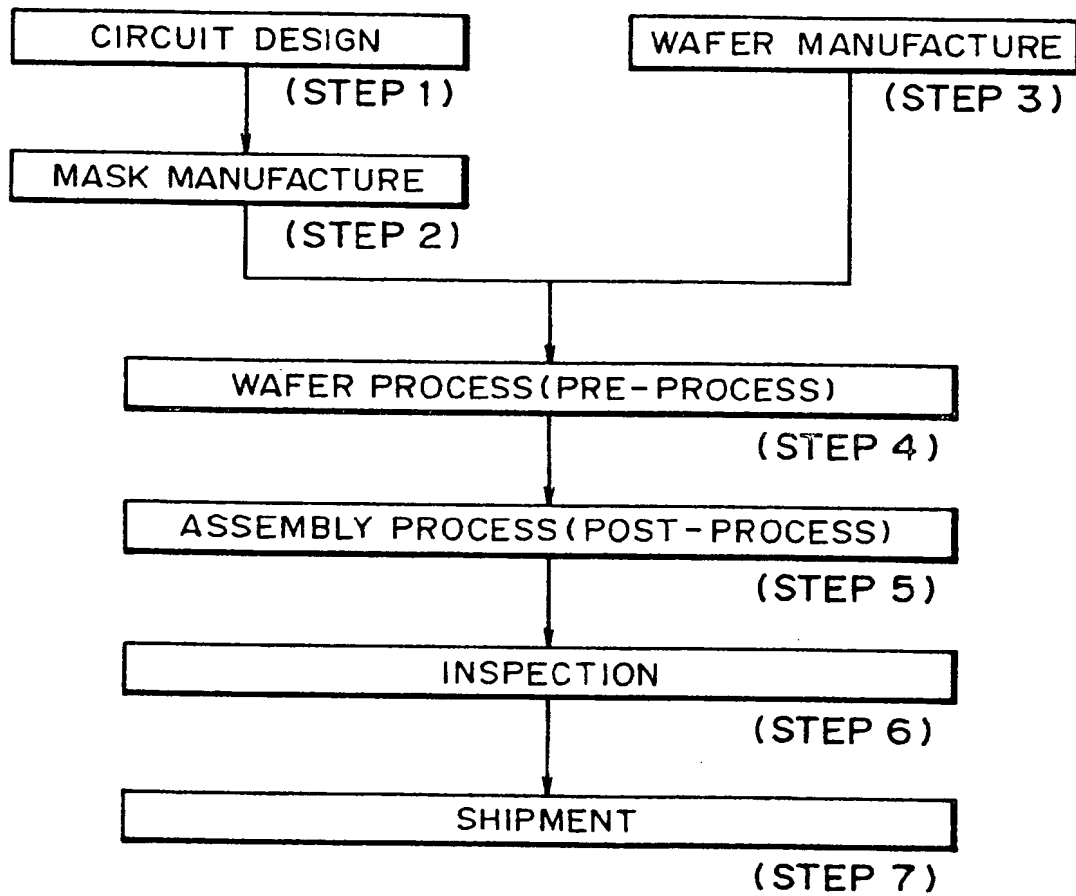 CIRCUIT DESIGN
(STEP 1)
WAFER MANUFACTURE
(STEP 3)
MASK MANUFACTURE
(STEP 2)
WAFER PROCESS (PRE-PROCESS)
(STEP 4)
ASSEMBLY PROCESS (POST-PROCESS)
(STEP 5)
INSPECTION
(STEP 6)
SHIPMENT
(STEP 7)